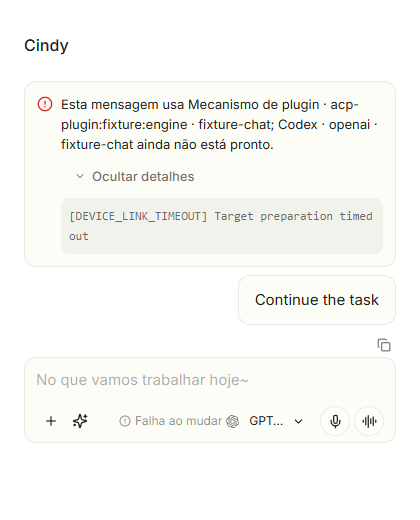 Cindy
Esta mensagem usa Mecanismo de plugin · acp-
plugin:fixture:engine · fixture-chat; Codex · openai ·
fixture-chat ainda não está pronto.
Ocultar detalhes
[DEVICE_LINK_TIMEOUT] Target preparation timed
out
Continue the task
No que vamos trabalhar hoje~
Falha ao mudar GPT...